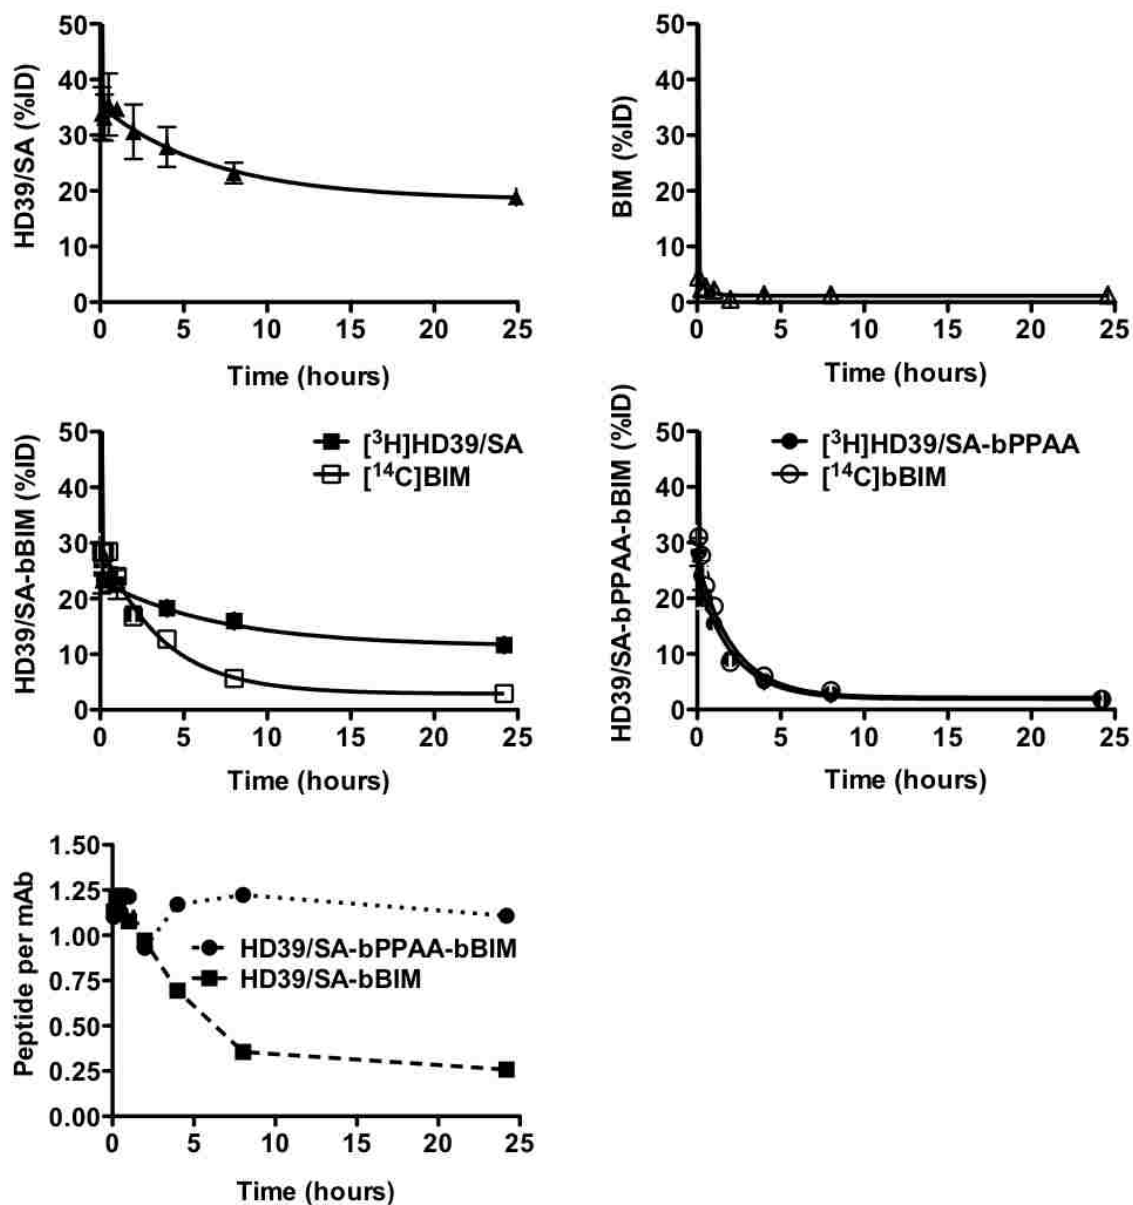 HD39/SA (%ID)
50
40
30
20
10
0
0 5 10 15 20 25
Time (hours)
BIM (%ID)
50
40
30
20
10
0
0 5 10 15 20 25
Time (hours)
HD39/SA-bBIM (%ID)
50
40
30
20
10
0
[³H]HD39/SA
[¹⁴C]BIM
0 5 10 15 20 25
Time (hours)
HD39/SA-bPPAA-bBIM (%ID)
50
40
30
20
10
0
[³H]HD39/SA-bPPAA
[¹⁴C]bBIM
0 5 10 15 20 25
Time (hours)
Peptide per mAb
1.50
1.25
1.00
0.75
0.50
0.25
0.00
HD39/SA-bPPAA-bBIM
HD39/SA-bBIM
0 5 10 15 20 25
Time (hours)